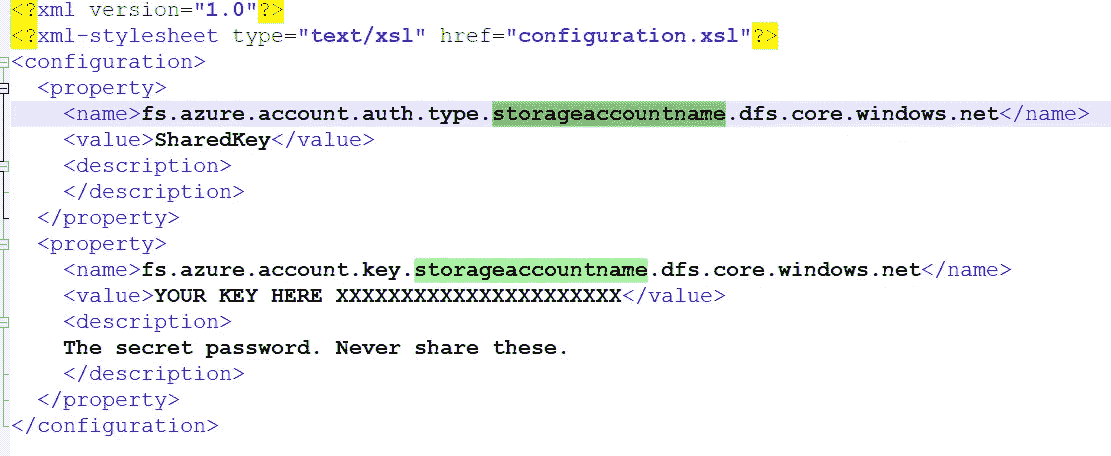 <?xml version="1.0"?>
<?xml-stylesheet type="text/xsl" href="configuration.xsl"?>
<configuration>
  <property>
    <name>fs.azure.account.auth.type.storageaccountname.dfs.core.windows.net</name>
    <value>SharedKey</value>
    <description>
    </description>
  </property>
  <property>
    <name>fs.azure.account.key.storageaccountname.dfs.core.windows.net</name>
    <value>YOUR KEY HERE XXXXXXXXXXXXXXXXXXXXXX</value>
    <description>
    The secret password. Never share these.
    </description>
  </property>
</configuration>